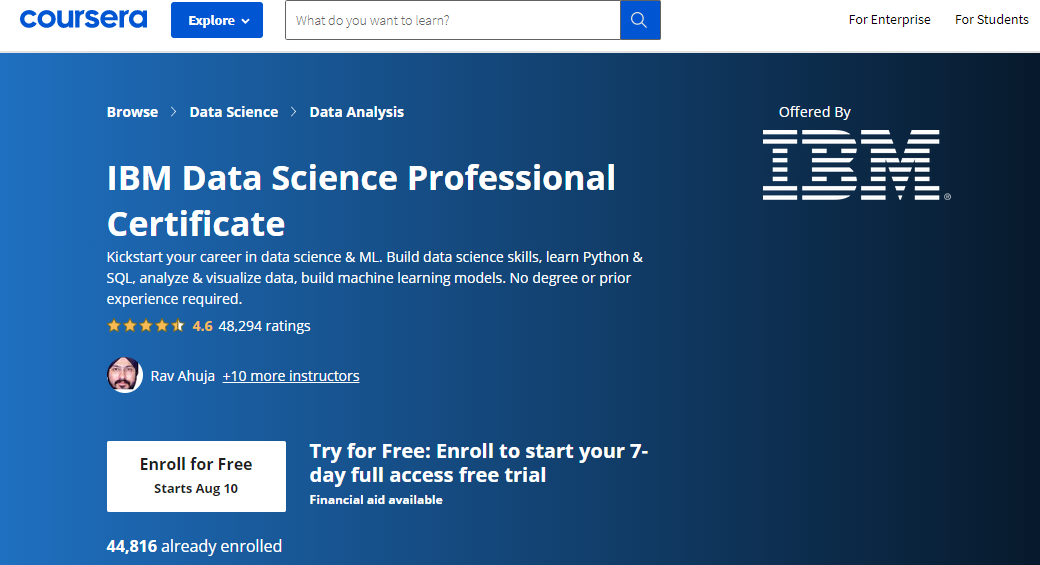 coursera
Explore
What do you want to learn?
For Enterprise
For Students
Browse > Data Science > Data Analysis
Offered By
IBM®
IBM Data Science Professional
Certificate
Kickstart your career in data science & ML. Build data science skills, learn Python &
SQL, analyze & visualize data, build machine learning models. No degree or prior
experience required.
4.6 48,294 ratings
Rav Ahuja +10 more instructors
Enroll for Free
Starts Aug 10
Try for Free: Enroll to start your 7-
day full access free trial
Financial aid available
44,816 already enrolled